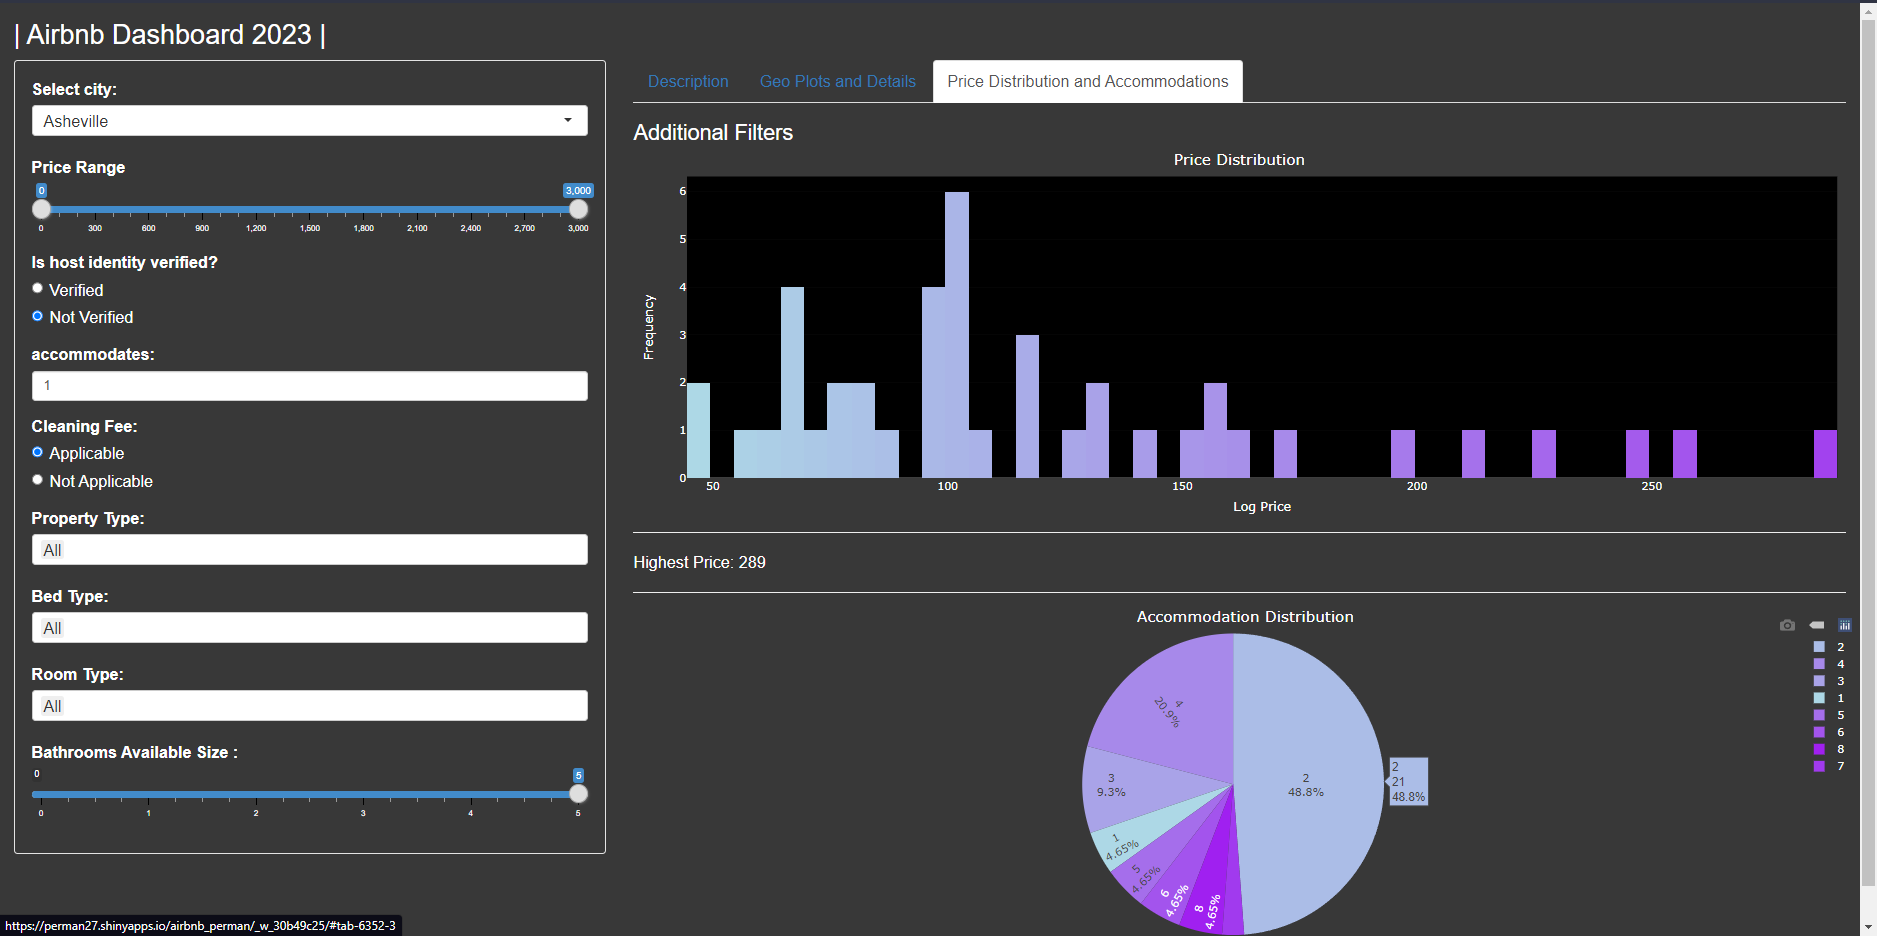 | Airbnb Dashboard 2023 |
Select city:
Asheville
Price Range
0 3,000
0 300 600 900 1,200 1,500 1,800 2,100 2,400 2,700 3,000
Is host identity verified?
Verified
Not Verified
accommodates:
1
Cleaning Fee:
Applicable
Not Applicable
Property Type:
All
Bed Type:
All
Room Type:
All
Bathrooms Available Size :
0 5
0 1 2 3 4 5
Description Geo Plots and Details Price Distribution and Accommodations
Additional Filters
Price Distribution
6
5
4
3
2
1
0
Frequency
50 100 150 200 250
Log Price
Highest Price: 289
Accommodation Distribution
2
48.8%
4
20.9%
3
9.3%
1
4.65%
5
4.65%
6
4.65%
8
4.65%
2
21
48.8%
2
4
3
1
5
6
8
7
https://perman27.shinyapps.io/airbnb_perman/_w_30b49c25/#tab-6352-3